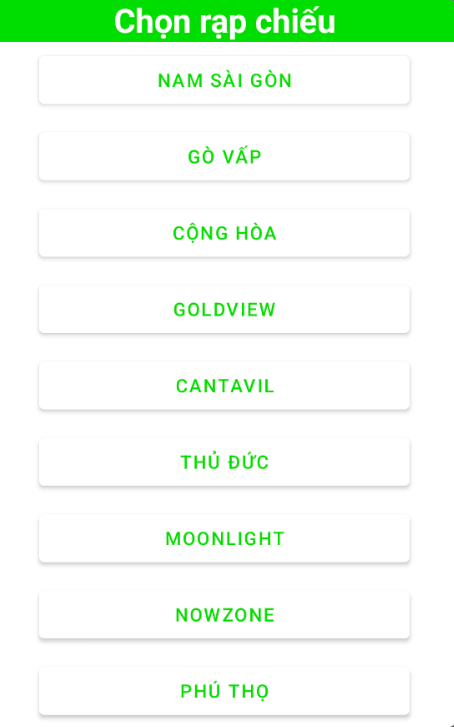 Chọn rạp chiếu
NAM SÀI GÒN
GÒ VẤP
CỘNG HÒA
GOLDVIEW
CANTAVIL
THỦ ĐỨC
MOONLIGHT
NOWZONE
PHÚ THỌ